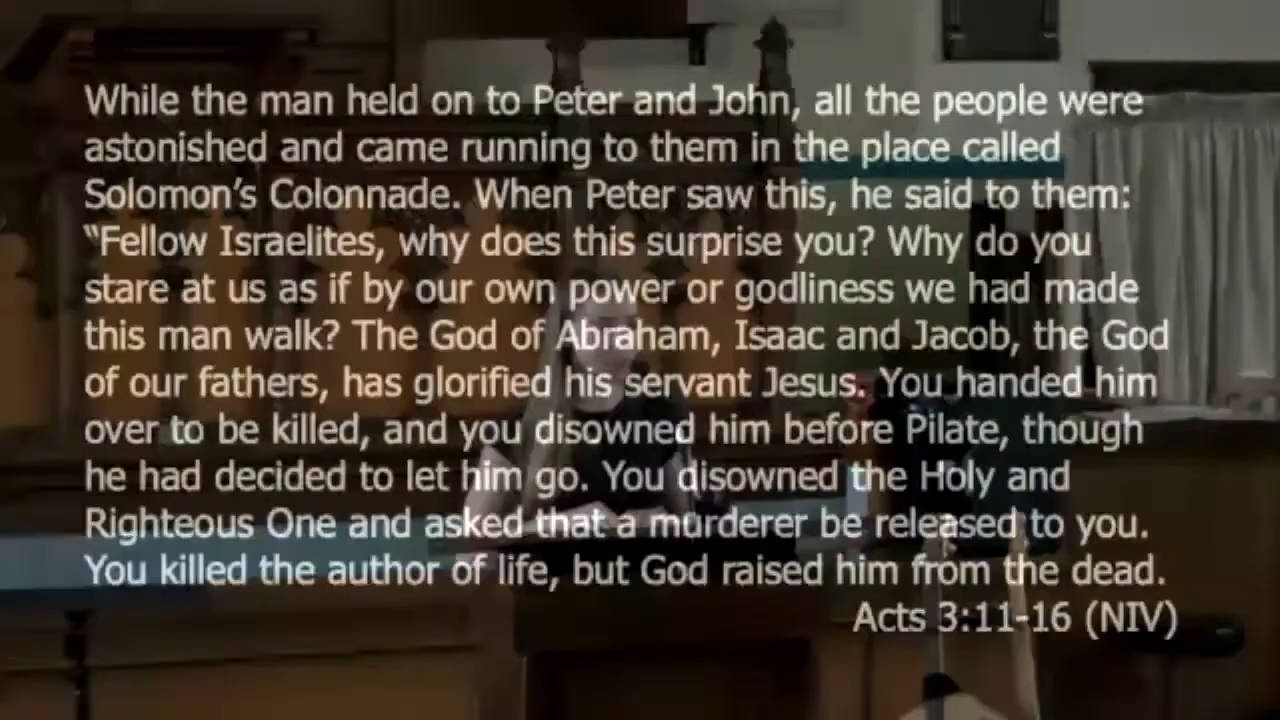 While the man held on to Peter and John, all the people were
astonished and came running to them in the place called
Solomon’s Colonnade. When Peter saw this, he said to them:
“Fellow Israelites, why does this surprise you? Why do you
stare at us as if by our own power or godliness we had made
this man walk? The God of Abraham, Isaac and Jacob, the God
of our fathers, has glorified his servant Jesus. You handed him
over to be killed, and you disowned him before Pilate, though
he had decided to let him go. You disowned the Holy and
Righteous One and asked that a murderer be released to you.
You killed the author of life, but God raised him from the dead.
Acts 3:11-16 (NIV)